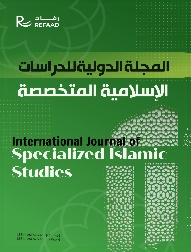 رفاد
REFAAD
المجلة الدولية للدراسات
الإسلامية المتخصصة
International Journal of
Specialized Islamic
Studies